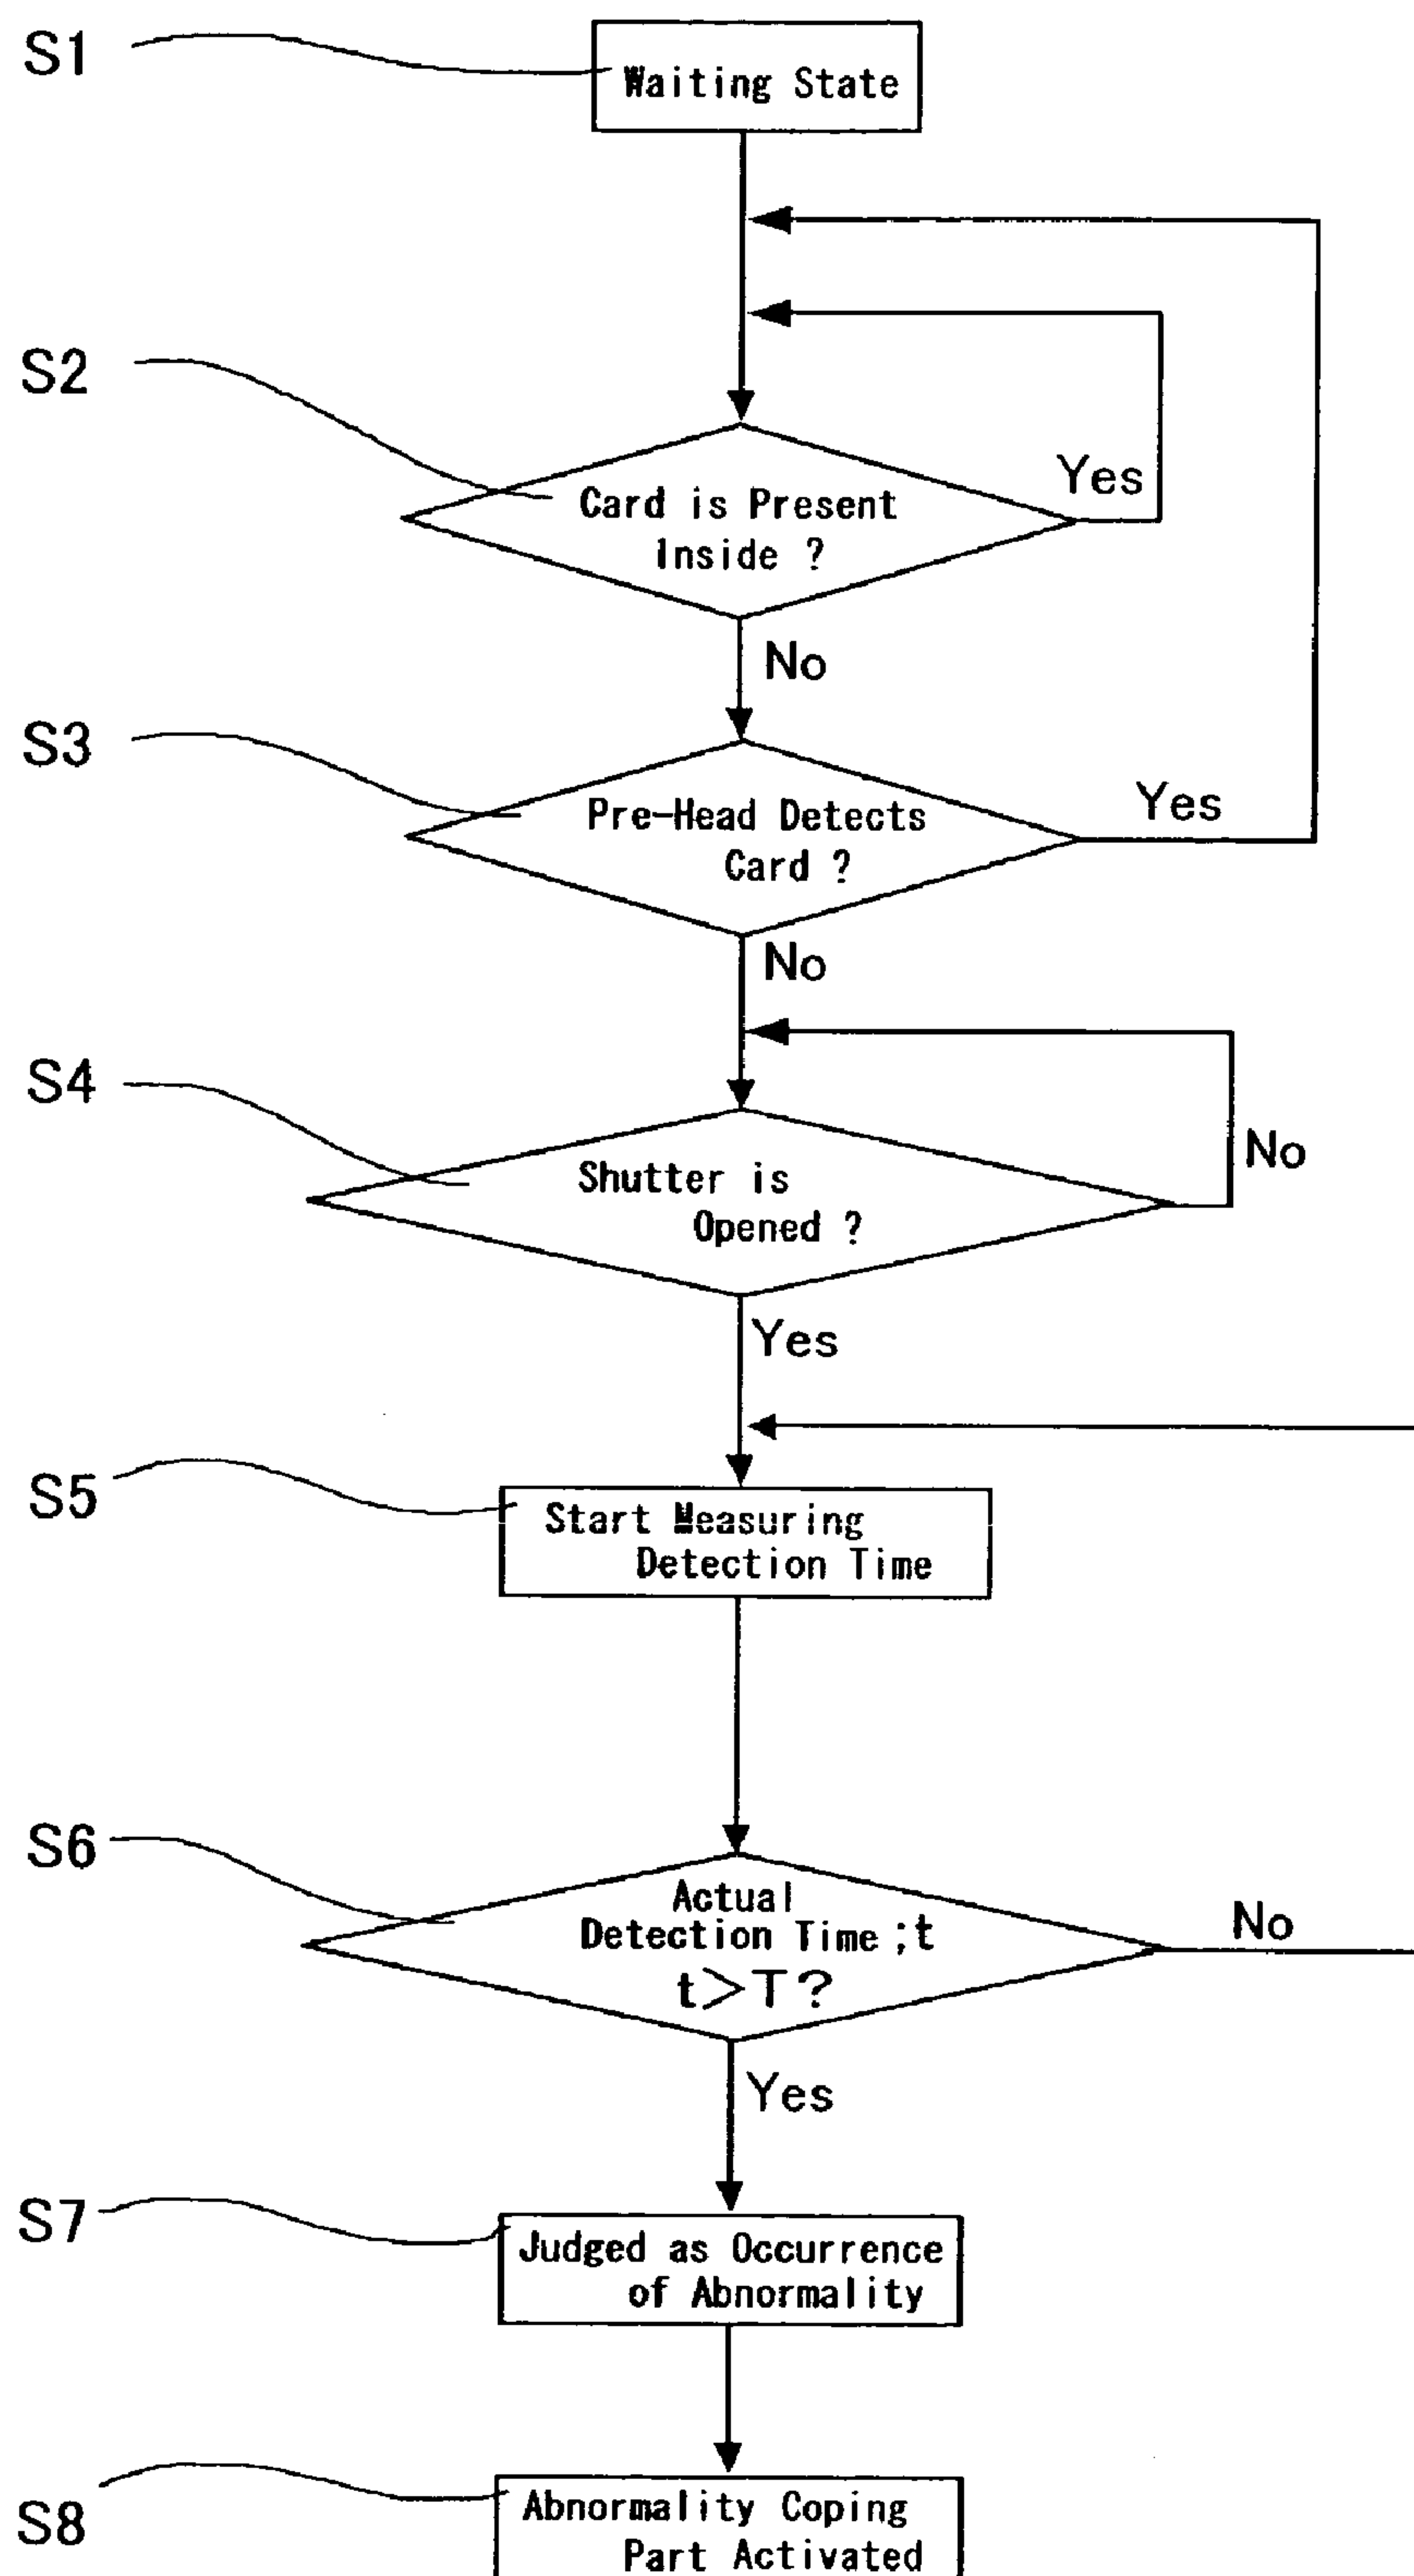 S1
Waiting State
S2
Card is Present
Inside ?
Yes
No
S3
Pre-Head Detects
Card ?
Yes
No
S4
Shutter is
Opened ?
No
Yes
S5
Start Measuring
Detection Time
S6
Actual
Detection Time ;t
t>T?
No
Yes
S7
Judged as Occurrence
of Abnormality
S8
Abnormality Coping
Part Activated